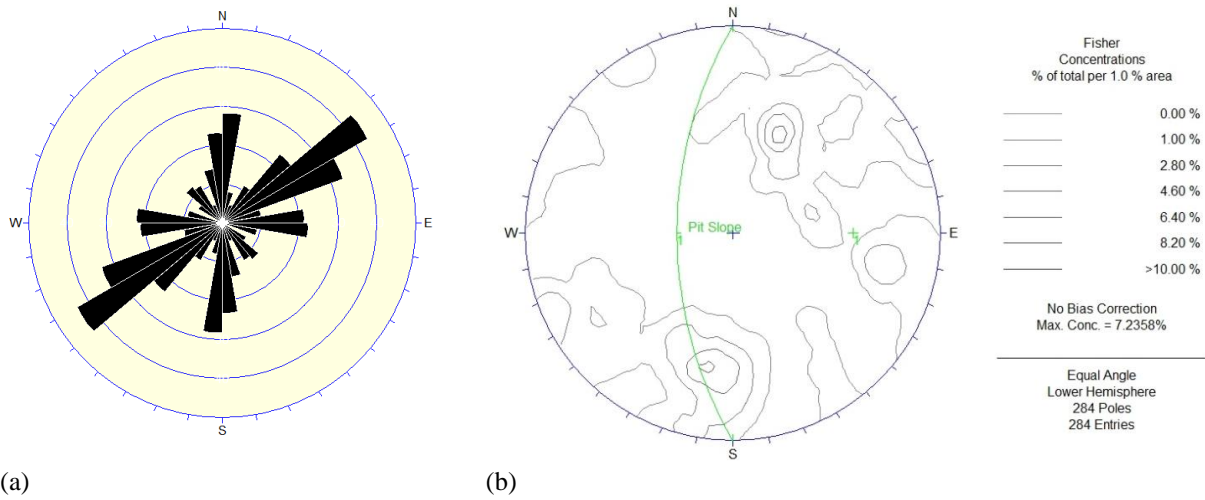 N
W
E
S
(a)
N
W
E
S
Pit Slope
1
1
(b)
Fisher
Concentrations
% of total per 1.0 % area
0.00 %
1.00 %
2.80 %
4.60 %
6.40 %
8.20 %
>10.00 %
No Bias Correction
Max. Conc. = 7.2358%
Equal Angle
Lower Hemisphere
284 Poles
284 Entries